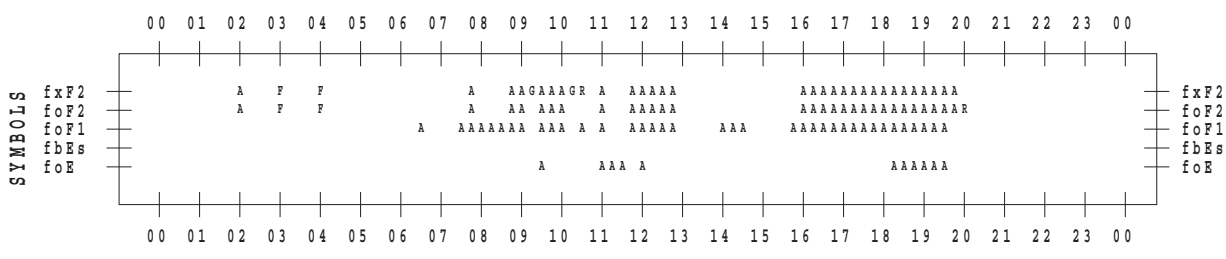 00 01 02 03 04 05 06 07 08 09 10 11 12 13 14 15 16 17 18 19 20 21 22 23 00
SYMBOLS
fxF2 A F F A AAGAAAGR A AAAAA AAAAAAAAAAAAAAAA fxF2
foF2 A F F A AA AAA A AAAAA AAAAAAAAAAAAAAAAR foF2
foF1 A AAAAAAA AAA A A AAAAA AAA AAAAAAAAAAAAAAAA foF1
fbEs fbEs
foE A AAA A AAAAAA foE
00 01 02 03 04 05 06 07 08 09 10 11 12 13 14 15 16 17 18 19 20 21 22 23 00